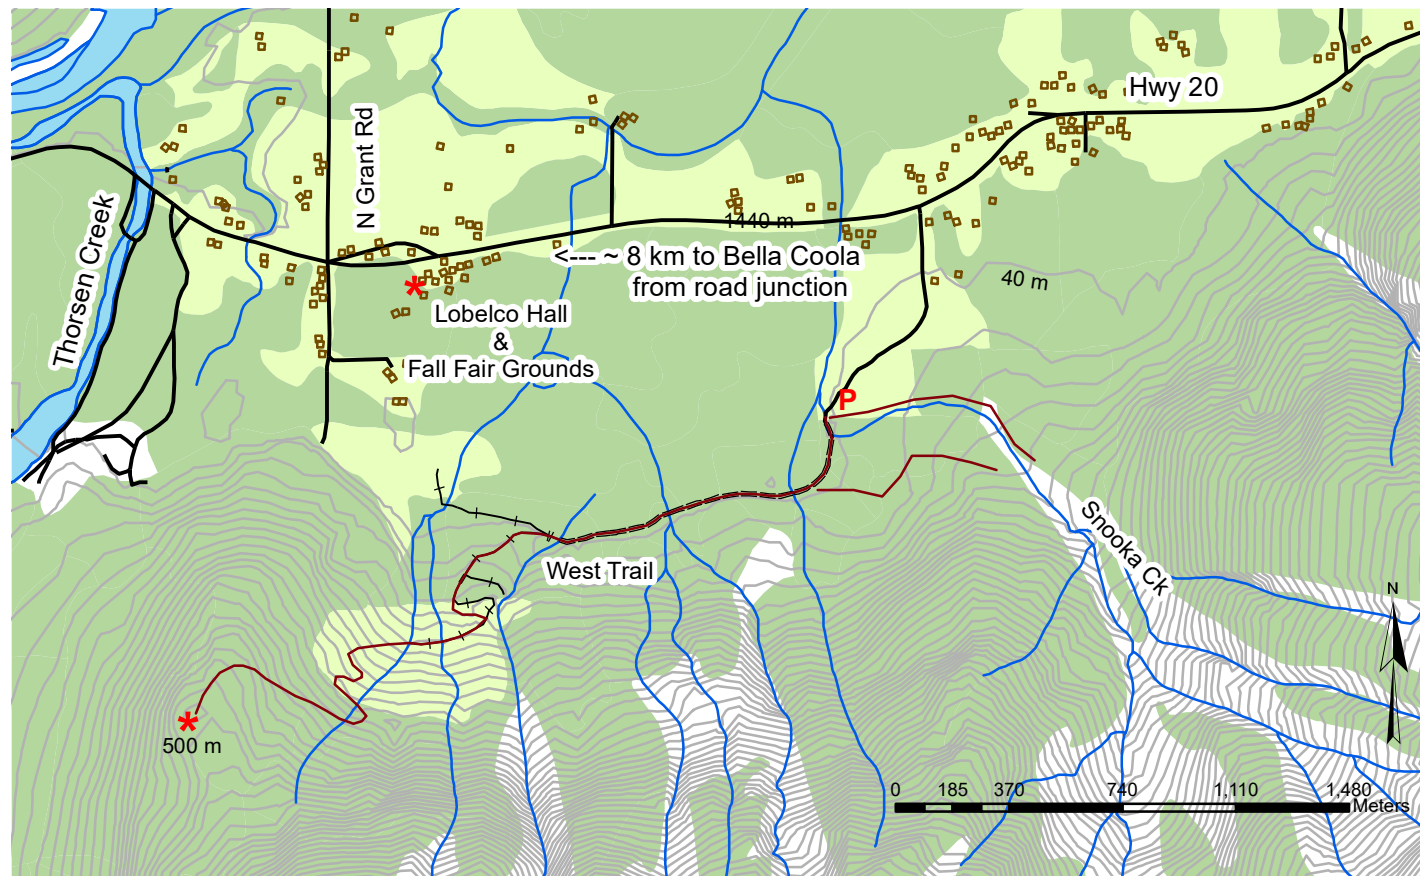 Hwy 20
N Grant Rd
Thorsen Creek
1440 m
<--- ~ 8 km to Bella Coola
from road junction
40 m
*
Lobelco Hall
&
Fall Fair Grounds
P
Snooka Ck
West Trail
N
*
500 m
0 185 370 740 1,110 1,480
Meters